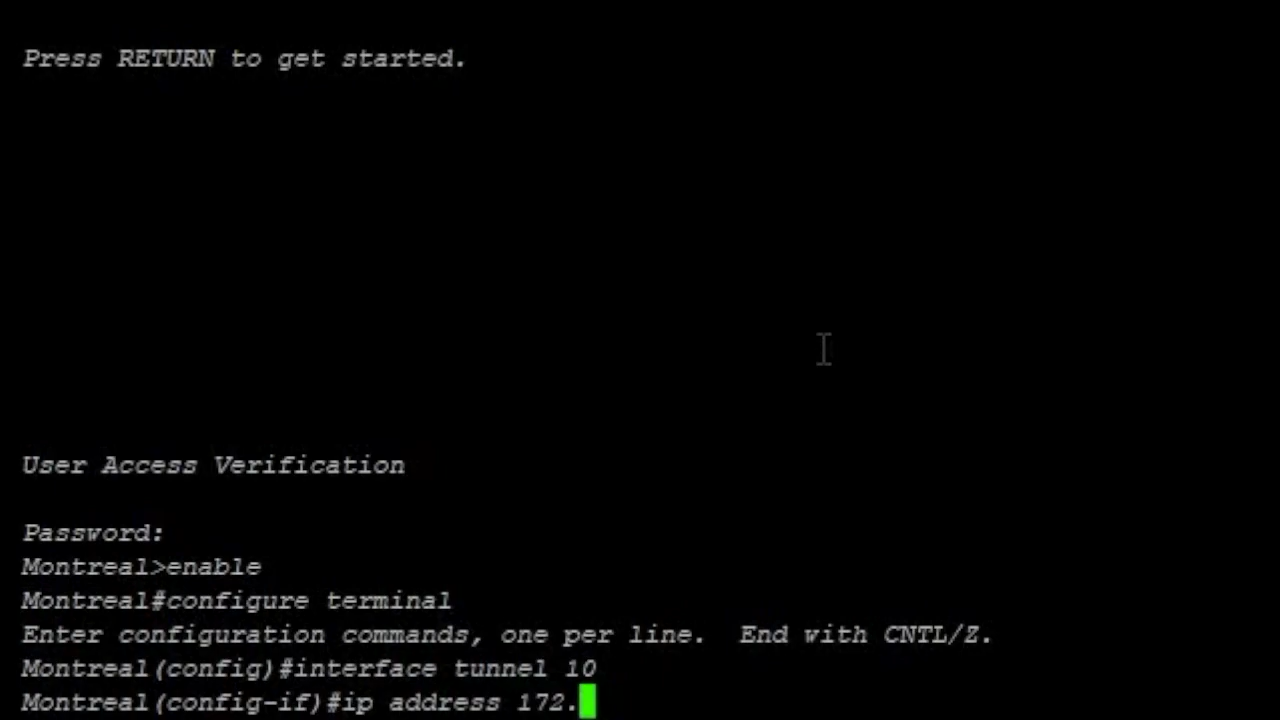 Press RETURN to get started.
User Access Verification
Password:
Montreal>enable
Montreal#configure terminal
Enter configuration commands, one per line.  End with CNTL/Z.
Montreal(config)#interface tunnel 10
Montreal(config-if)#ip address 172.